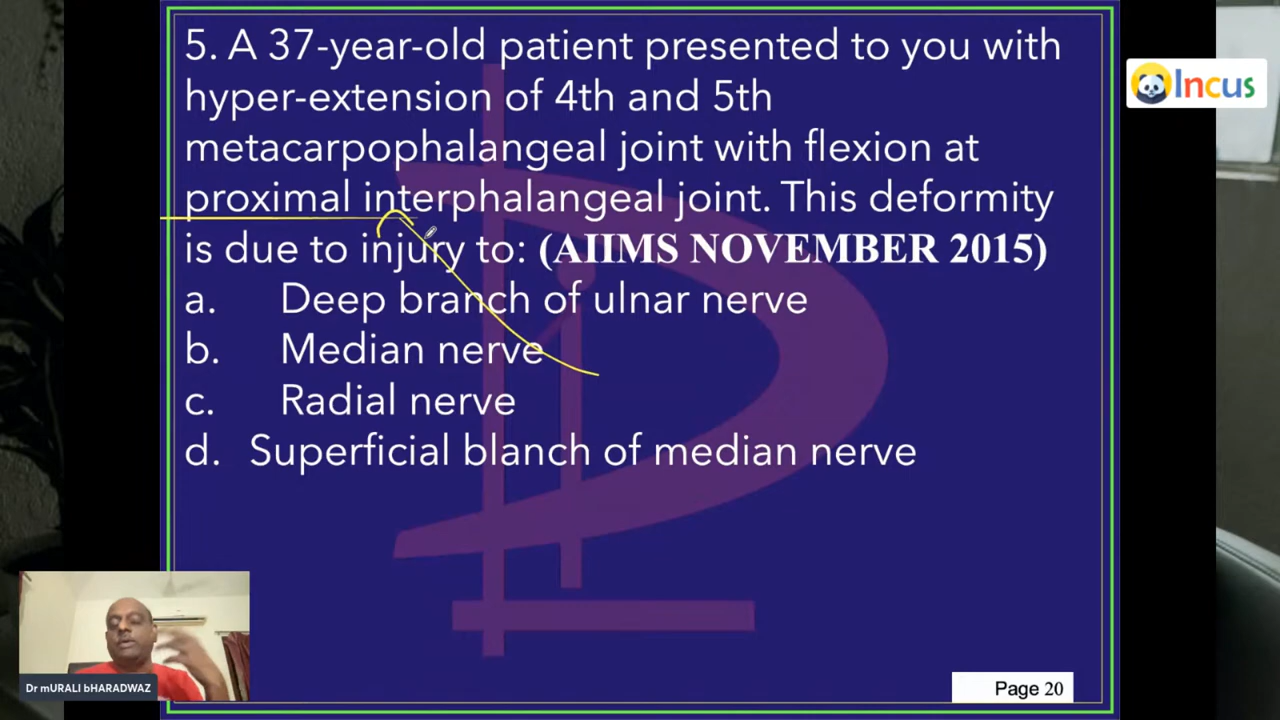 5. A 37-year-old patient presented to you with
hyper-extension of 4th and 5th
metacarpophalangeal joint with flexion at
proximal interphalangeal joint. This deformity
is due to injury to: (AIIMS NOVEMBER 2015)
a. Deep branch of ulnar nerve
b. Median nerve
c. Radial nerve
d. Superficial blanch of median nerve
Incus
Dr mURALI bHARADWAZ
Page 20